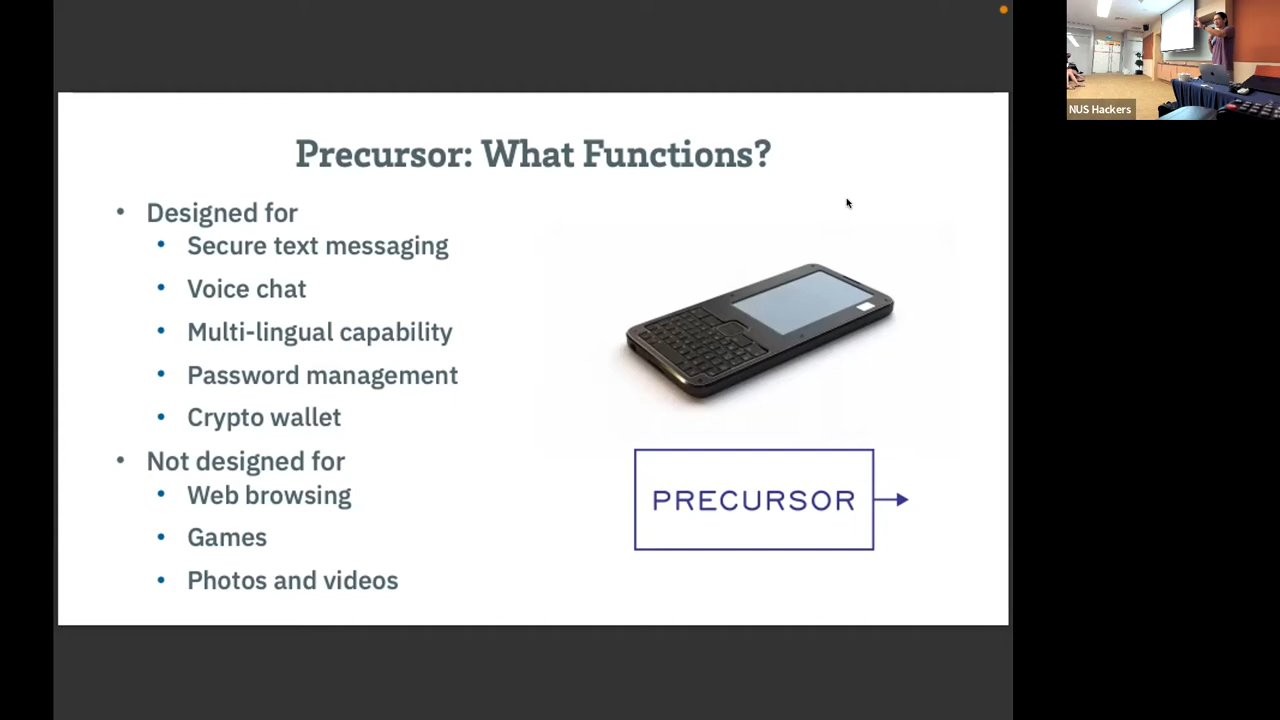 NUS Hackers
Precursor: What Functions?
• Designed for
• Secure text messaging
• Voice chat
• Multi-lingual capability
• Password management
• Crypto wallet
• Not designed for
• Web browsing
• Games
• Photos and videos
PRECURSOR